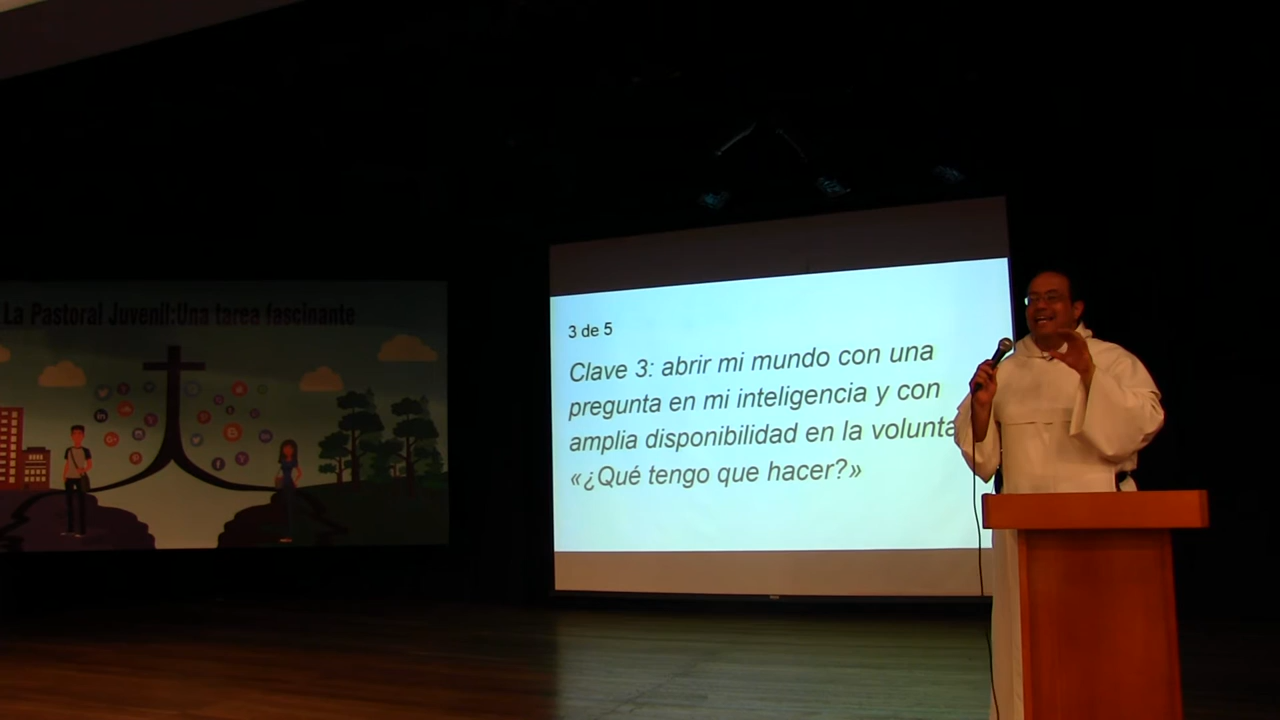 La Pastoral Juvenil:Una tarea fascinante
3 de 5
Clave 3: abrir mi mundo con una
pregunta en mi inteligencia y con
amplia disponibilidad en la volunta
«¿Qué tengo que hacer?»